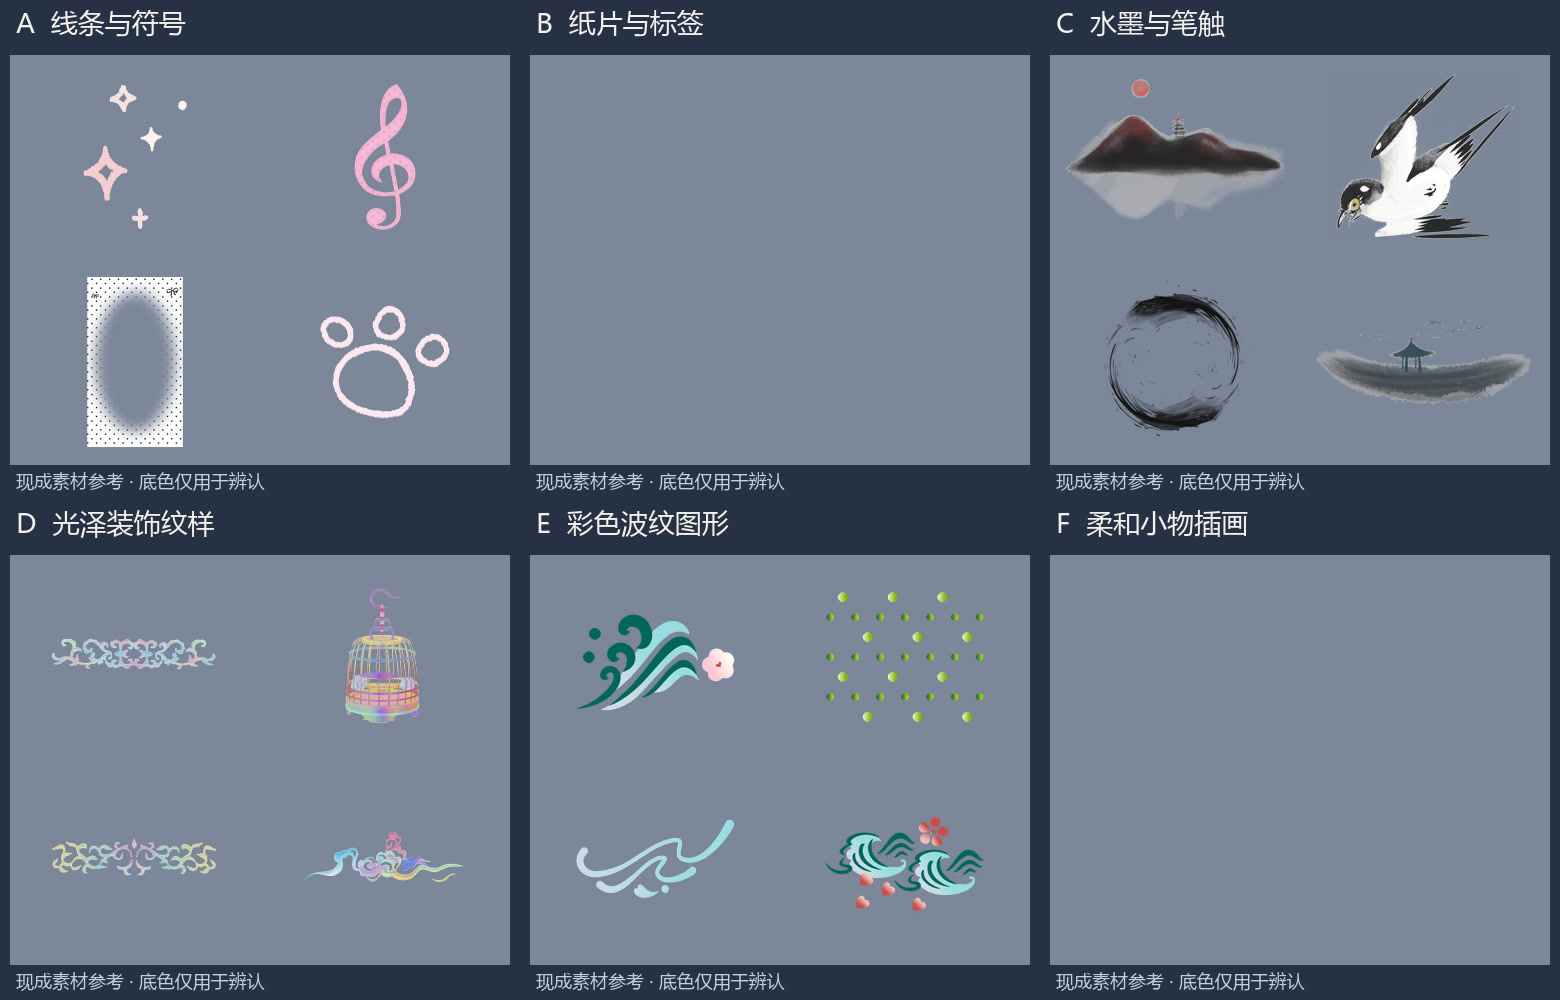 A 线条与符号
B 纸片与标签
C 水墨与笔触
现成素材参考 · 底色仅用于辨认
现成素材参考 · 底色仅用于辨认
现成素材参考 · 底色仅用于辨认
D 光泽装饰纹样
E 彩色波纹图形
F 柔和小物插画
现成素材参考 · 底色仅用于辨认
现成素材参考 · 底色仅用于辨认
现成素材参考 · 底色仅用于辨认